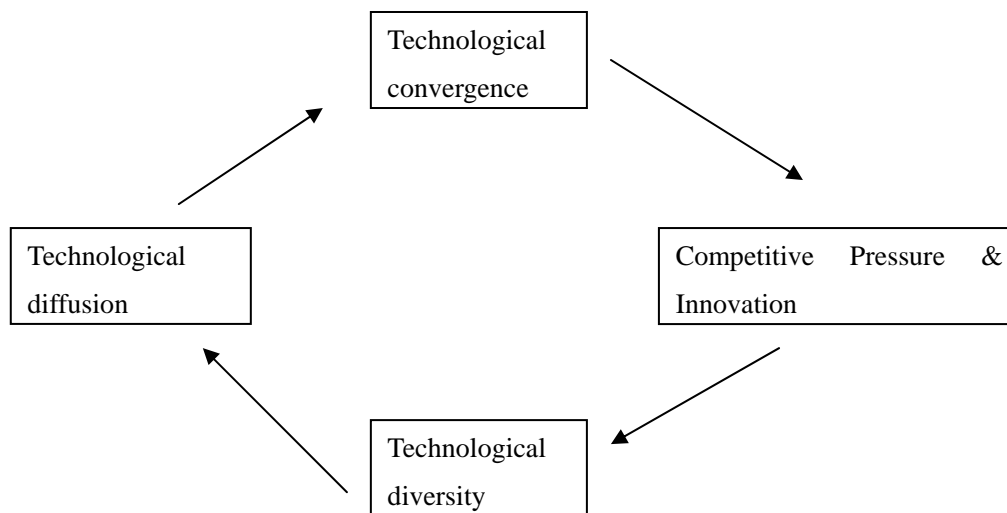 Technological
convergence
Technological
diffusion
Competitive Pressure &
Innovation
Technological
diversity